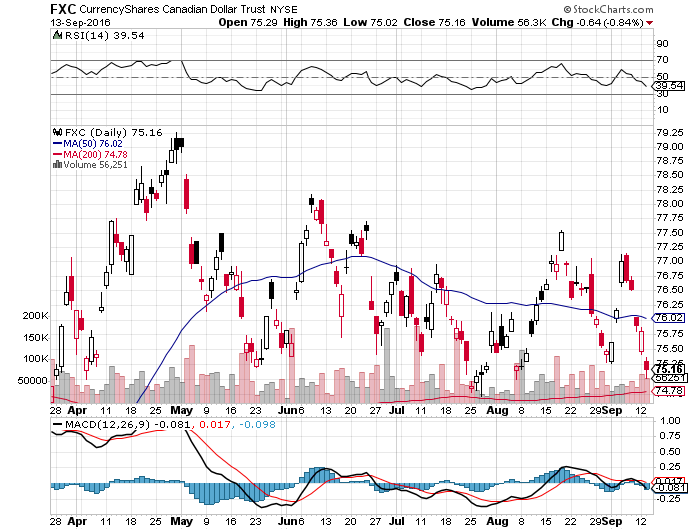 FXC CurrencyShares Canadian Dollar Trust NYSE
© StockCharts.com
13-Sep-2016
Open 75.29 High 75.36 Low 75.02 Close 75.16 Volume 56.3K Chg -0.64 (-0.84%)
RSI(14) 39.54
90
70
50
39.54
30
10
FXC (Daily) 75.16
MA(50) 76.02
MA(200) 74.78
Volume 56,251
79.25
79.00
78.75
78.50
78.25
78.00
77.75
77.50
77.25
77.00
76.75
76.50
76.25
76.02
75.75
75.50
75.25
75.16
56251
74.78
200K
150K
100K
50000
28 Apr 11 18 25 May 9 16 23 Jun 6 13 20 27 Jul 11 18 25 Aug 8 15 22 29 Sep 12
MACD(12,26,9) -0.081, 0.017, -0.098
1.00
0.75
0.50
0.25
0.017
-0.081
-0.25
28 Apr 11 18 25 May 9 16 23 Jun 6 13 20 27 Jul 11 18 25 Aug 8 15 22 29 Sep 12